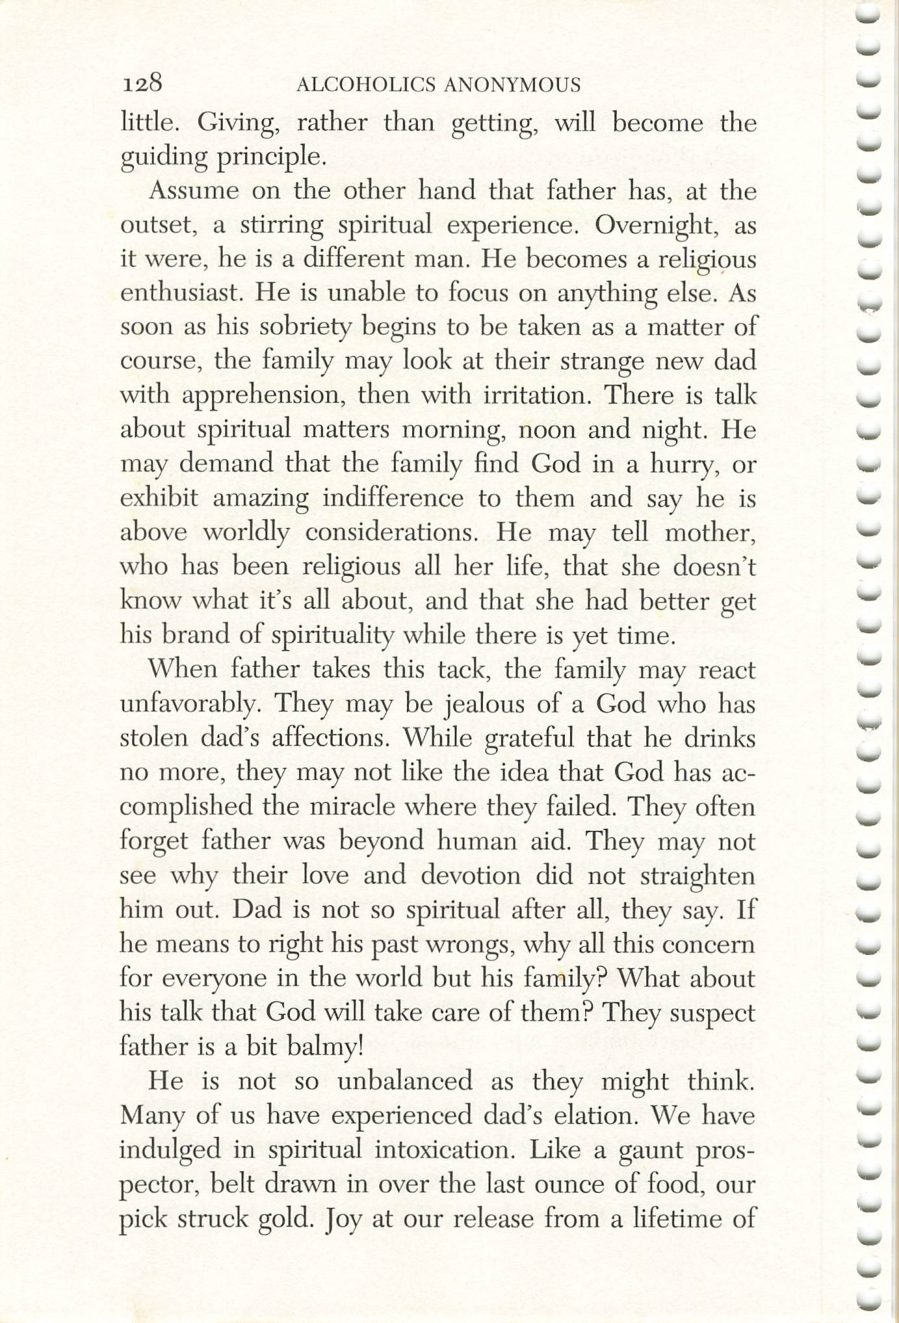 128 ALCOHOLICS ANONYMOUS
little. Giving, rather than getting, will become the
guiding principle.
Assume on the other hand that father has, at the
outset, a stirring spiritual experience. Overnight, as
it were, he is a different man. He becomes a religious
enthusiast. He is unable to focus on anything else. As
soon as his sobriety begins to be taken as a matter of
course, the family may look at their strange new dad
with apprehension, then with irritation. There is talk
about spiritual matters morning, noon and night. He
may demand that the family find God in a hurry, or
exhibit amazing indifference to them and say he is
above worldly considerations. He may tell mother,
who has been religious all her life, that she doesn't
know what it's all about, and that she had better get
his brand of spirituality while there is yet time.
When father takes this tack, the family may react
unfavorably. They may be jealous of a God who has
stolen dad's affections. While grateful that he drinks
no more, they may not like the idea that God has ac-
complished the miracle where they failed. They often
forget father was beyond human aid. They may not
see why their love and devotion did not straighten
him out. Dad is not so spiritual after all, they say. If
he means to right his past wrongs, why all this concern
for everyone in the world but his family? What about
his talk that God will take care of them? They suspect
father is a bit balmy!
He is not so unbalanced as they might think.
Many of us have experienced dad's elation. We have
indulged in spiritual intoxication. Like a gaunt pros-
pector, belt drawn in over the last ounce of food, our
pick struck gold. Joy at our release from a lifetime of